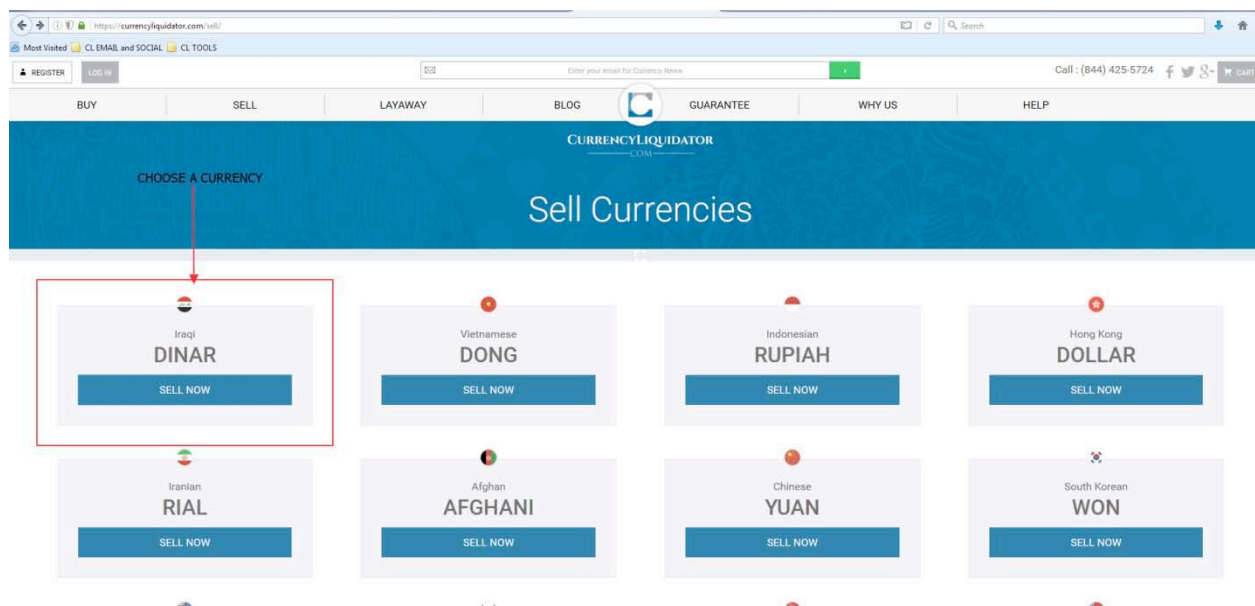 https://currencyliquidator.com/sell/
Search
Most Visited CL EMAIL and SOCIAL CL TOOLS
REGISTER LOG IN Enter your email for Currency News Call : (844) 425-5724 CART
BUY SELL LAYAWAY BLOG GUARANTEE WHY US HELP
CURRENCYLIQUIDATOR
COM
CHOOSE A CURRENCY
Sell Currencies
Iraqi Vietnamese Indonesian Hong Kong
DINAR DONG RUPIAH DOLLAR
SELL NOW SELL NOW SELL NOW SELL NOW
Iranian Afghan Chinese South Korean
RIAL AFGHANI YUAN WON
SELL NOW SELL NOW SELL NOW SELL NOW